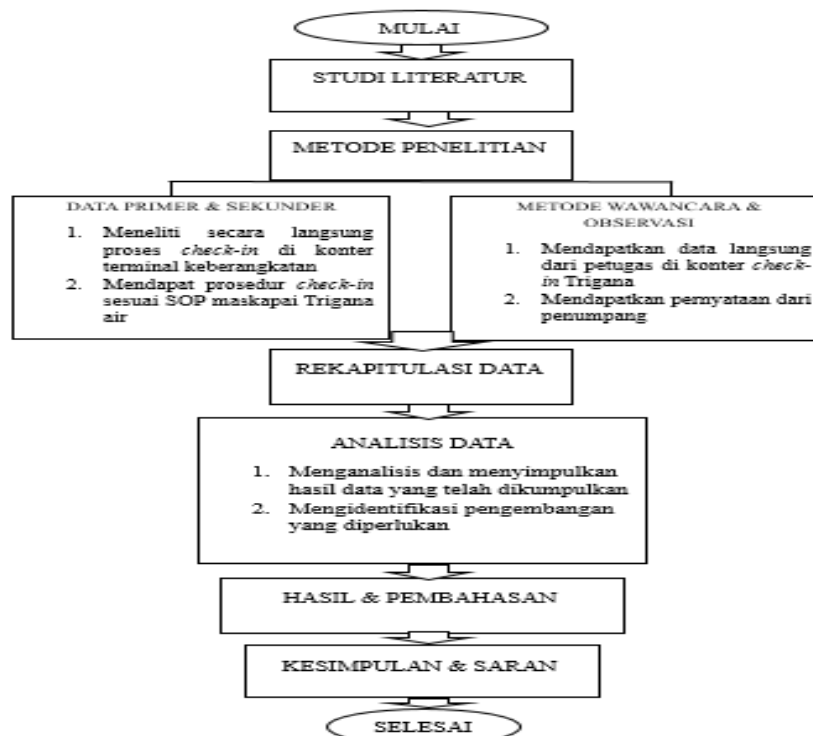 MULAI
STUDI LITERATUR
METODE PENELITIAN
DATA PRIMER & SEKUNDER
1. Meneliti secara langsung
proses check-in di konter
terminal keberangkatan
2. Mendapat prosedur check-in
sesuai SOP maskapai Trigana
air
METODE WAWANCARA &
OBSERVASI
1. Mendapatkan data langsung
dari petugas di konter check-
in Trigana
2. Mendapatkan pernyataan dari
penumpang
REKAPITULASI DATA
ANALISIS DATA
1. Menganalisis dan menyimpulkan
hasil data yang telah dikumpulkan
2. Mengidentifikasi pengembangan
yang diperlukan
HASIL & PEMBAHASAN
KESIMPULAN & SARAN
SELESAI